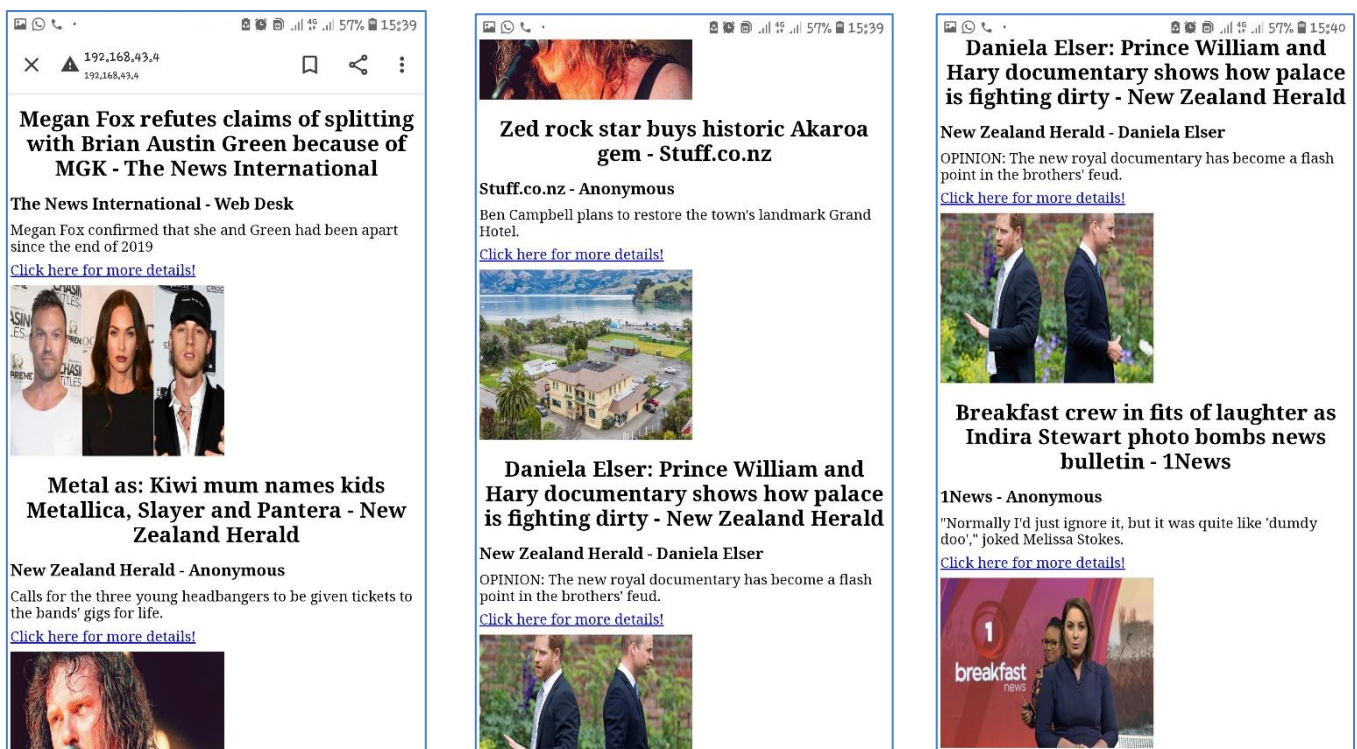 57% 15:39
192.168.43.4
192.168.43.4
Megan Fox refutes claims of splitting
with Brian Austin Green because of
MGK - The News International
The News International - Web Desk
Megan Fox confirmed that she and Green had been apart
since the end of 2019
Click here for more details!
Metal as: Kiwi mum names kids
Metallica, Slayer and Pantera - New
Zealand Herald
New Zealand Herald - Anonymous
Calls for the three young headbangers to be given tickets to
the bands' gigs for life.
Click here for more details!
4G 57% 15:39
Zed rock star buys historic Akaroa
gem - Stuff.co.nz
Stuff.co.nz - Anonymous
Ben Campbell plans to restore the town's landmark Grand
Hotel.
Click here for more details!
Daniela Elser: Prince William and
Hary documentary shows how palace
is fighting dirty - New Zealand Herald
New Zealand Herald - Daniela Elser
OPINION: The new royal documentary has become a flash
point in the brothers' feud.
Click here for more details!
4G 57% 15:40
Daniela Elser: Prince William and
Hary documentary shows how palace
is fighting dirty - New Zealand Herald
New Zealand Herald - Daniela Elser
OPINION: The new royal documentary has become a flash
point in the brothers' feud.
Click here for more details!
Breakfast crew in fits of laughter as
Indira Stewart photo bombs news
bulletin - 1News
1News - Anonymous
"Normally I'd just ignore it, but it was quite like 'dumdy
doo'," joked Melissa Stokes.
Click here for more details!
1
breakfast
news